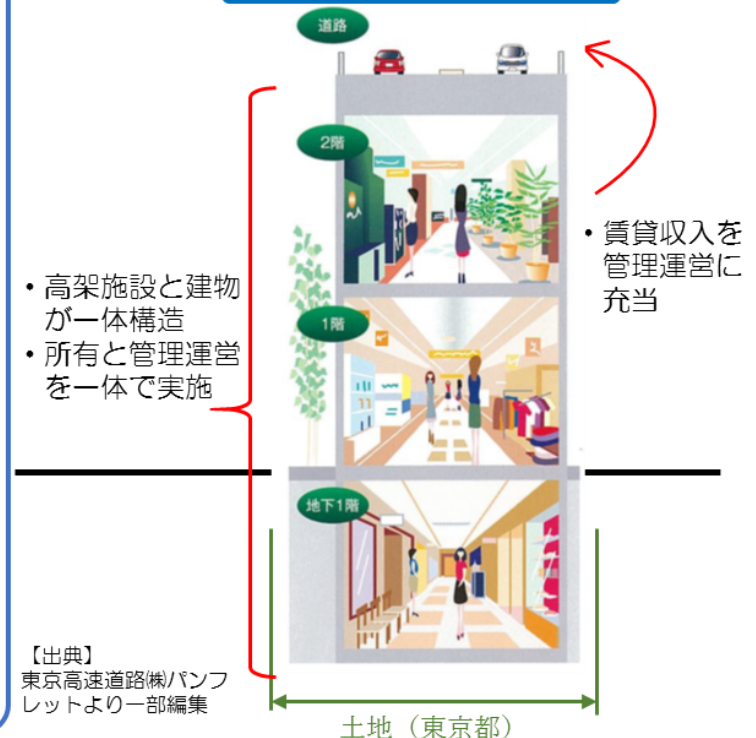 道路
2階
・賃貸収入を
管理運営に
充当
・高架施設と建物
が一体構造
・所有と管理運営
を一体で実施
1階
地下1階
【出典】
東京高速道路㈱パンフ
レットより一部編集
土地（東京都）